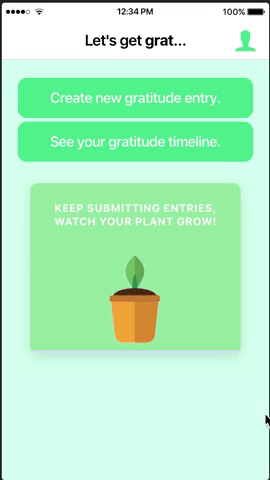 12:34 PM
100%
Let's get grat...
Create new gratitude entry.
See your gratitude timeline.
KEEP SUBMITTING ENTRIES,
WATCH YOUR PLANT GROW!